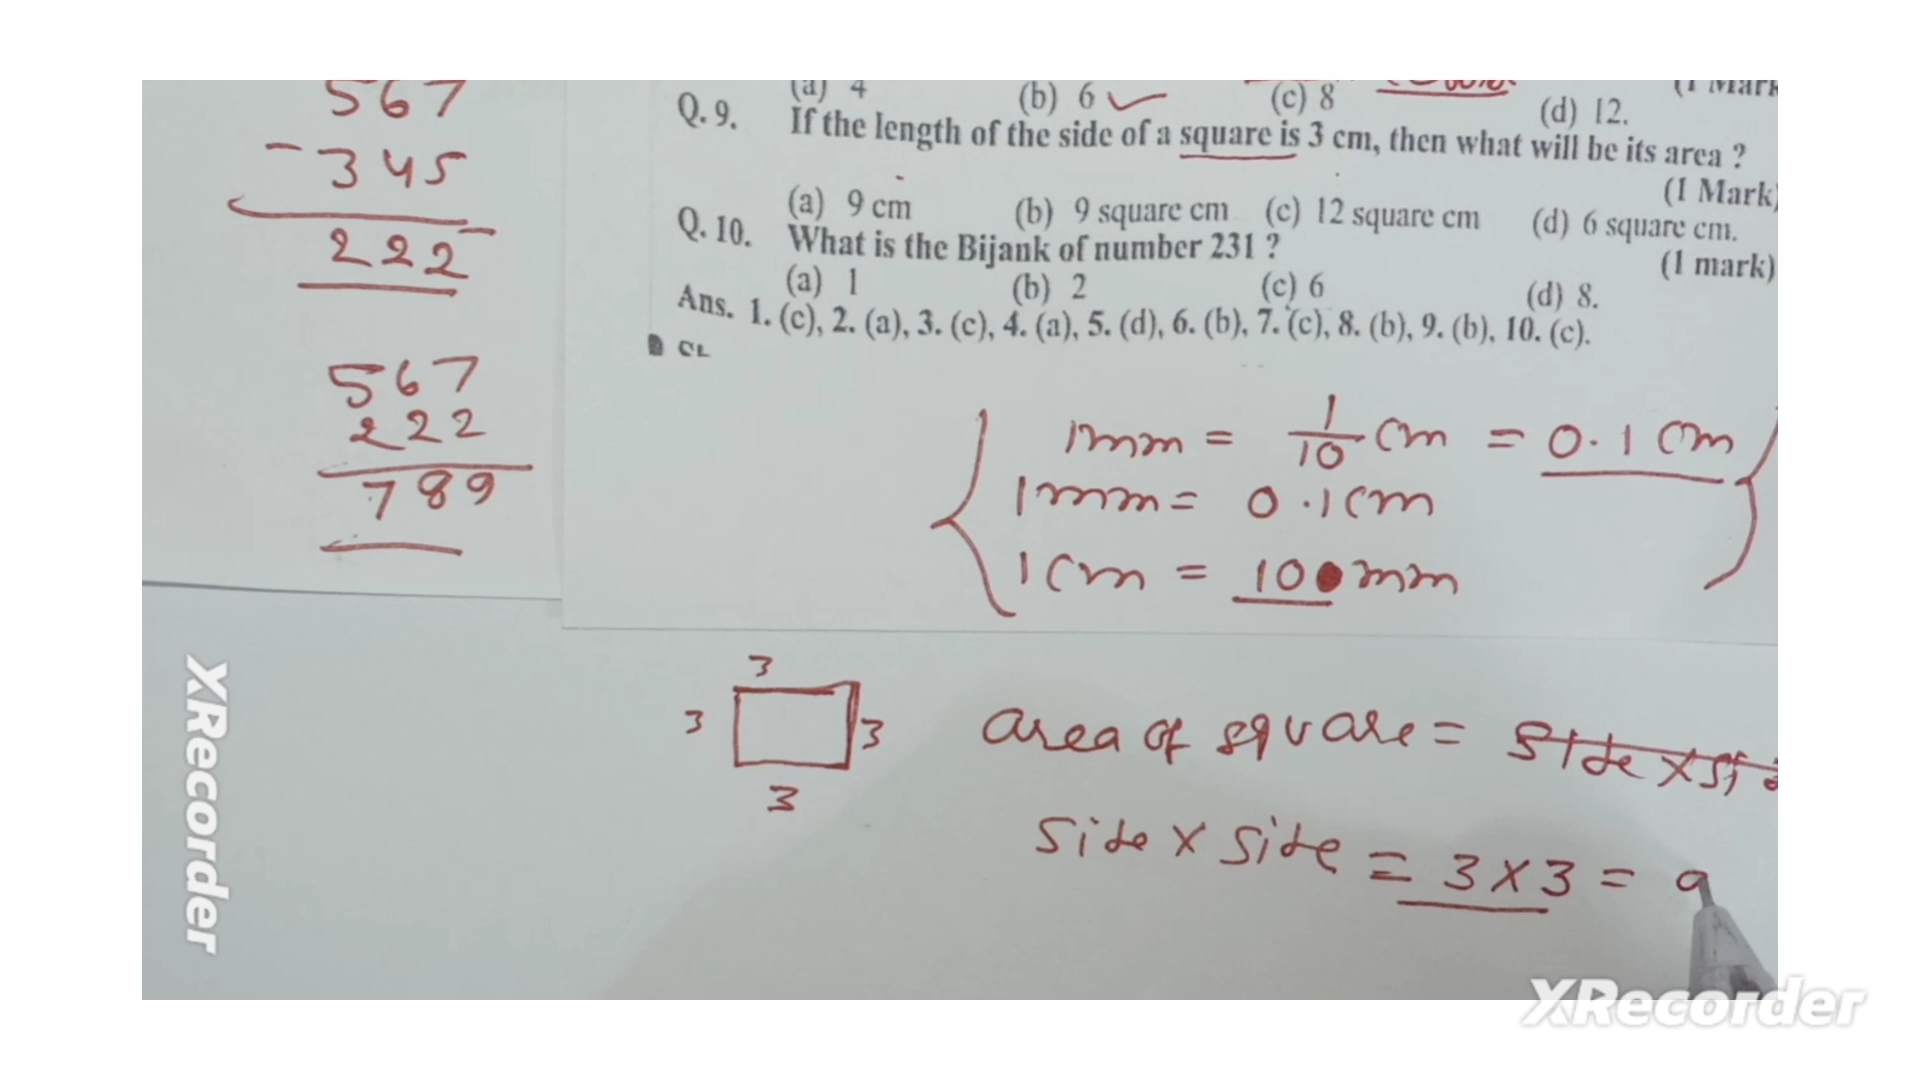 567
- 345
222
567
222
789
(a) 4 (b) 6 (c) 8 (d) 12.
Q. 9. If the length of the side of a square is 3 cm, then what will be its area ?
(1 Mark)
(a) 9 cm (b) 9 square cm (c) 12 square cm (d) 6 square cm.
Q. 10. What is the Bijank of number 231 ?
(1 mark)
(a) 1 (b) 2 (c) 6 (d) 8.
Ans. 1. (c), 2. (a), 3. (c), 4. (a), 5. (d), 6. (b), 7. (c), 8. (b), 9. (b), 10. (c).
1mm = 1/10 cm = 0.1 cm
1mm = 0.1cm
1cm = 10 mm
3
3 3
3
area of square = side x
side x side = 3 x 3 =
XRecorder
XRecorder